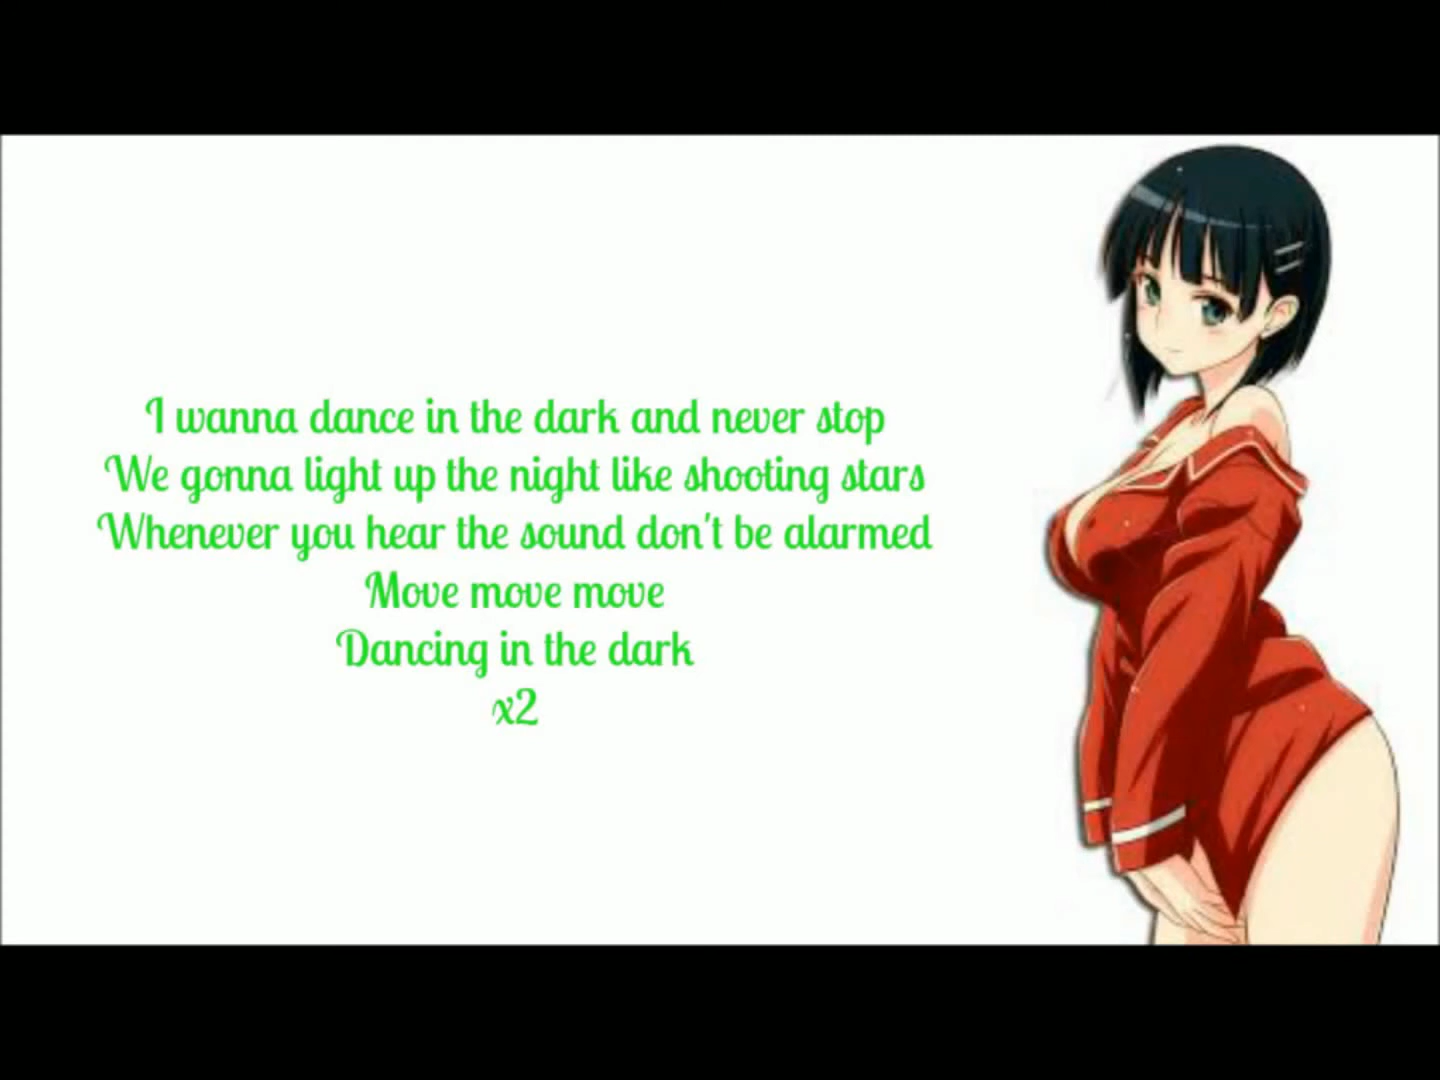 I wanna dance in the dark and never stop
We gonna light up the night like shooting stars
Whenever you hear the sound don't be alarmed
Move move move
Dancing in the dark
x2